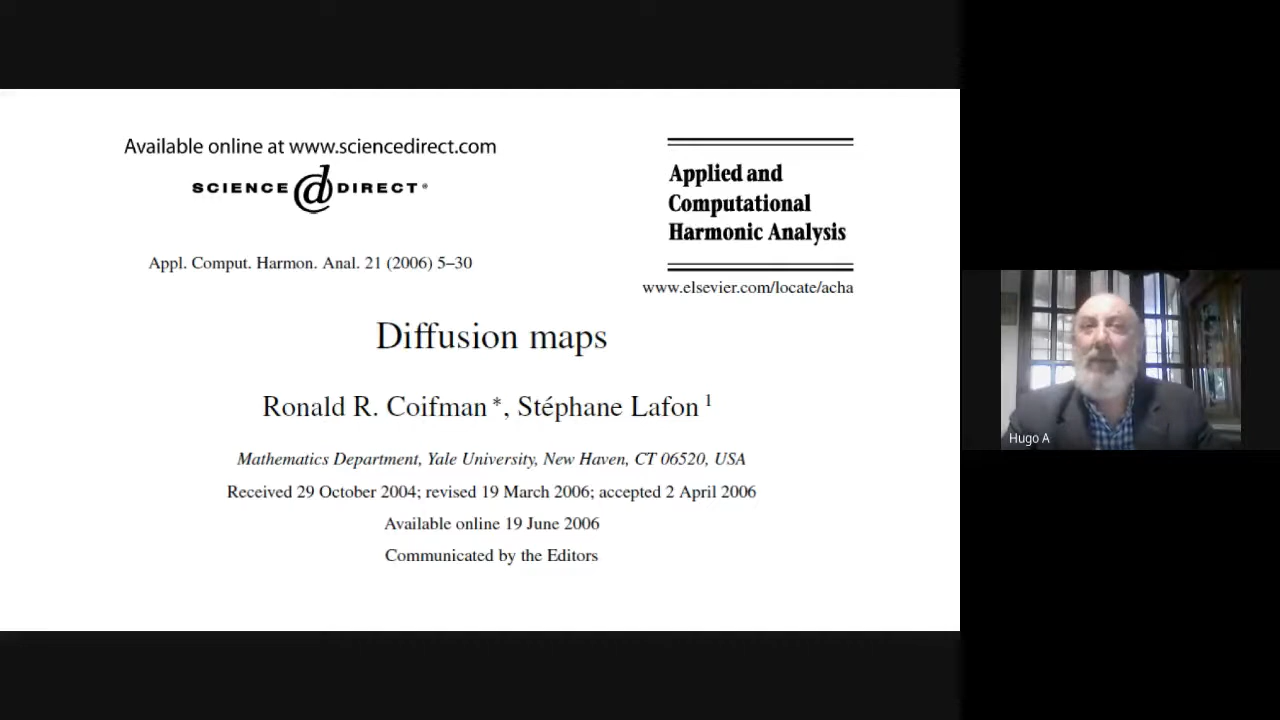 Available online at www.sciencedirect.com
SCIENCE @ DIRECT®
Applied and
Computational
Harmonic Analysis
Appl. Comput. Harmon. Anal. 21 (2006) 5–30
www.elsevier.com/locate/acha
Diffusion maps
Ronald R. Coifman *, Stéphane Lafon 1
Mathematics Department, Yale University, New Haven, CT 06520, USA
Received 29 October 2004; revised 19 March 2006; accepted 2 April 2006
Available online 19 June 2006
Communicated by the Editors
Hugo A